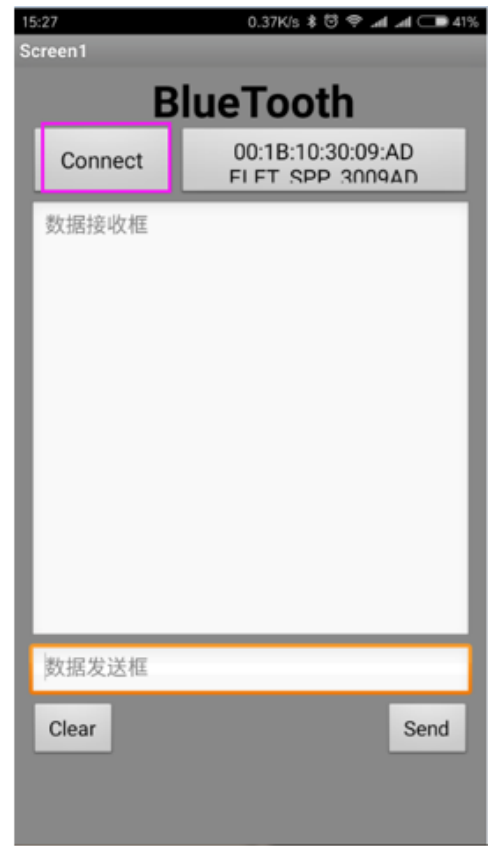 15:27 0.37K/s 41%
Screen1
BlueTooth
Connect
00:1B:10:30:09:AD
FLFT_SPP_3009AD
数据接收框
数据发送框
Clear
Send